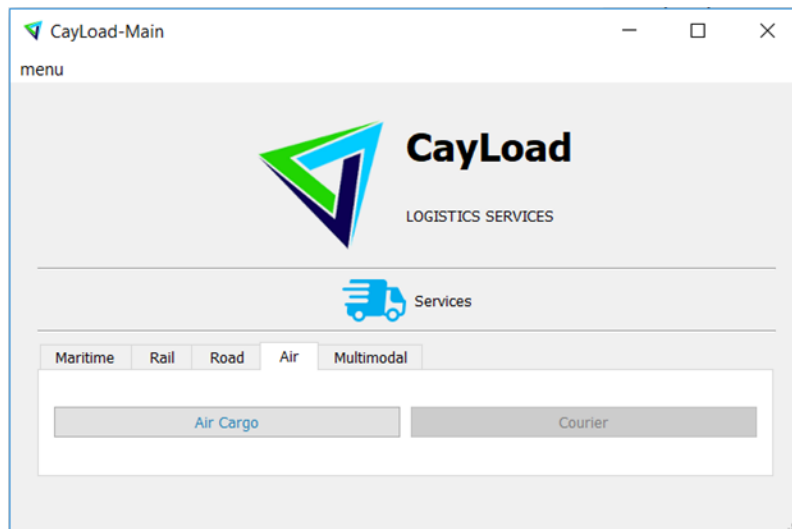 CayLoad-Main
menu
CayLoad
LOGISTICS SERVICES
Services
Maritime Rail Road Air Multimodal
Air Cargo Courier